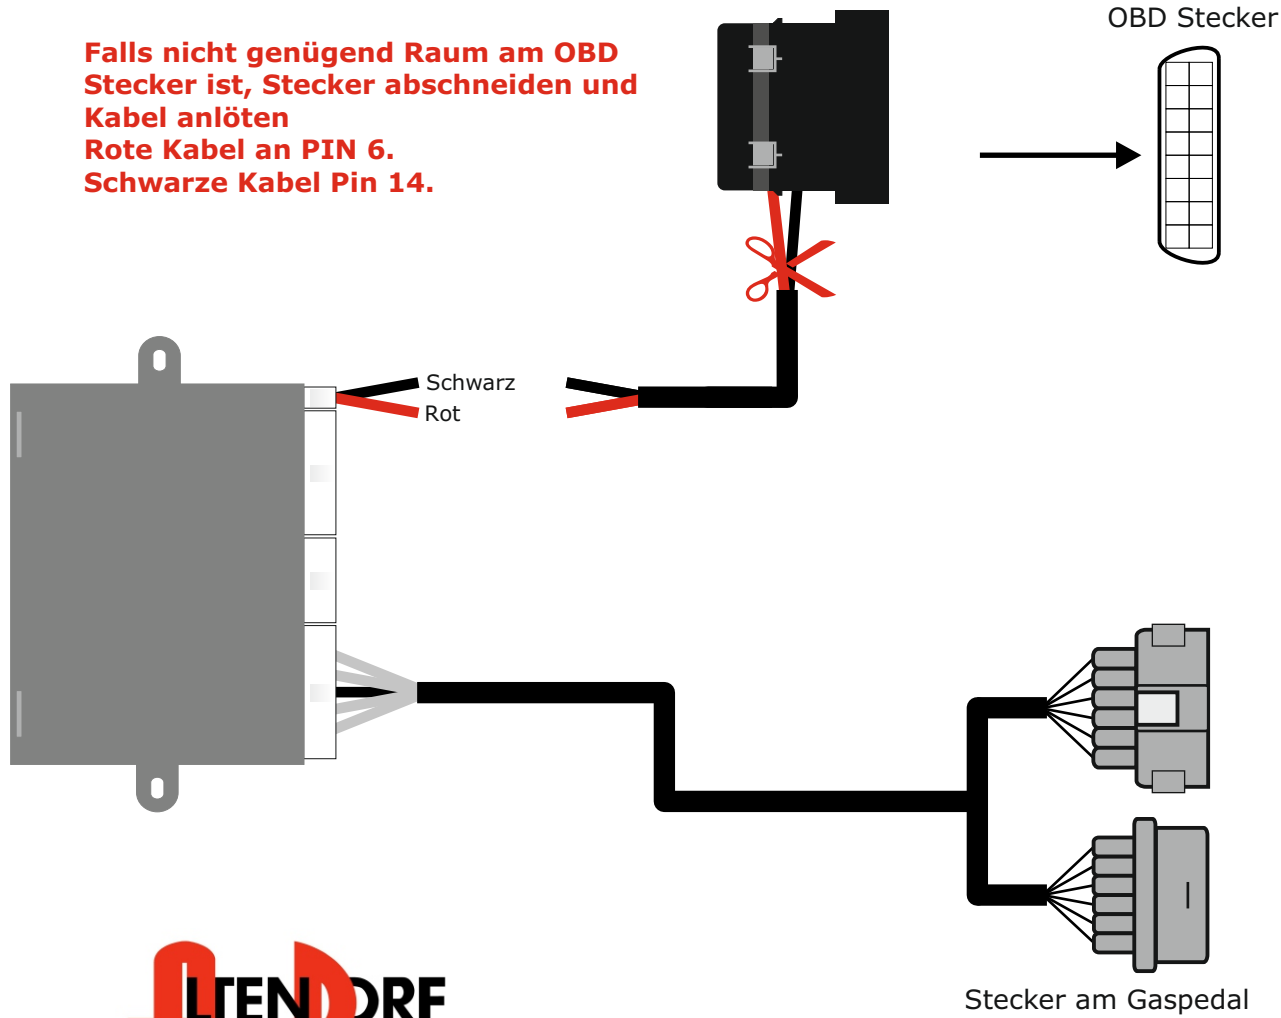 OBD Stecker
Falls nicht genügend Raum am OBD
Stecker ist, Stecker abschneiden und
Kabel anlöten
Rote Kabel an PIN 6.
Schwarze Kabel Pin 14.
Schwarz
Rot
ALTENDORF
Stecker am Gaspedal